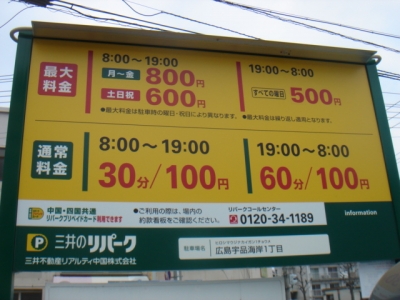 最大料金
8:00～19:00
月～金 800円
土日祝 600円
●最大料金は駐車時の曜日・祝日により異なります。
19:00～8:00
すべての曜日 500円
●最大料金は繰り返し適用となります。
通常料金
8:00～19:00
30分/100円
19:00～8:00
60分/100円
中国・四国共通
リパークプリペイドカード利用できます
●ご利用の際は、場内の
約款看板をご確認ください。
リパークコールセンター
0120-34-1189
Information
P 三井のリパーク
三井不動産リアルティ中国株式会社
駐車場名
広島宇品海岸1丁目